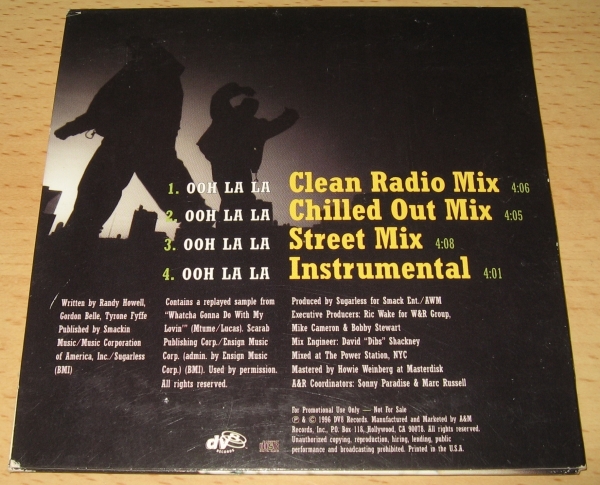 1. OOH LA LA Clean Radio Mix 4:06
2. OOH LA LA Chilled Out Mix 4:05
3. OOH LA LA Street Mix 4:08
4. OOH LA LA Instrumental 4:01
Written by Randy Howell,
Gordon Belle, Tyrone Fyffe
Published by Smackin
Music/Music Corporation
of America, Inc./Sugarless
(BMI)
Contains a replayed sample from
"Whatcha Gonna Do With My
Lovin'" (Mtume/Lucas). Scarab
Publishing Corp./Ensign Music
Corp. (admin. by Ensign Music
Corp.) (BMI). Used by permission.
All rights reserved.
Produced by Sugarless for Smack Ent./AWM
Executive Producers: Ric Wake for W&R Group,
Mike Cameron & Bobby Stewart
Mix Engineer: David "Dibs" Shackney
Mixed at The Power Station, NYC
Mastered by Howie Weinberg at Masterdisk
A&R Coordinators: Sonny Paradise & Marc Russell
For Promotional Use Only — Not For Sale
℗ & © 1996 DV8 Records. Manufactured and Marketed by A&M
Records, Inc., P.O. Box 118, Hollywood, CA 90078. All rights reserved.
Unauthorized copying, reproduction, hiring, lending, public
performance and broadcasting prohibited. Printed in the U.S.A.
dv8
RECORDS